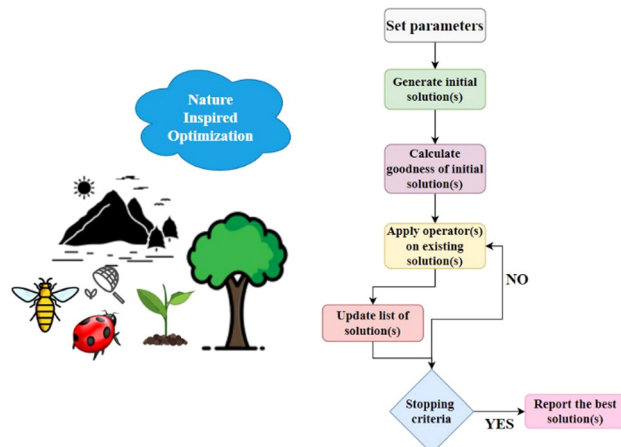 Nature
Inspired
Optimization
Set parameters
Generate initial
solution(s)
Calculate
goodness of initial
solution(s)
Apply operator(s)
on existing
solution(s)
NO
Update list of
solution(s)
Stopping
criteria
YES
Report the best
solution(s)